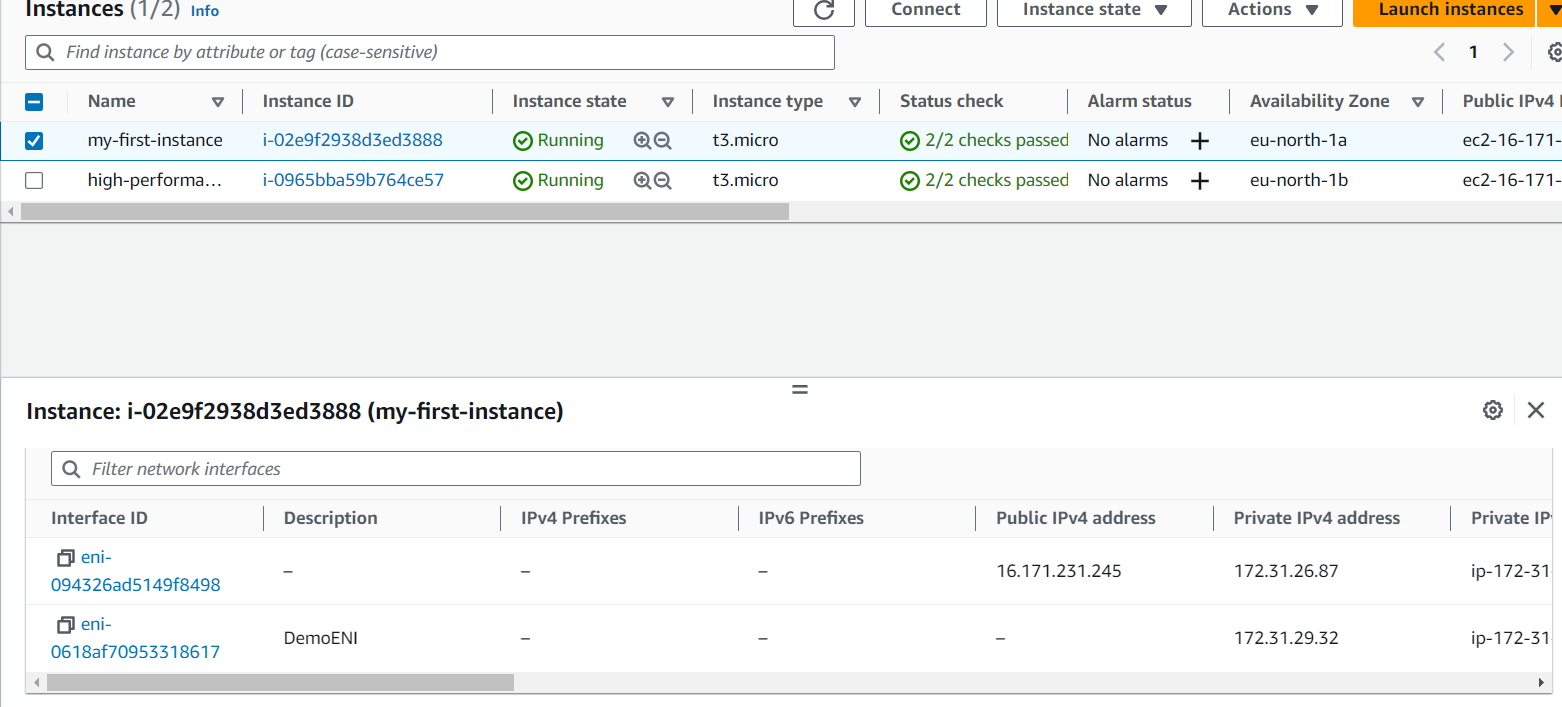 Instances (1/2) Info
Connect Instance state Actions Launch instances
Find instance by attribute or tag (case-sensitive)
1
Name Instance ID Instance state Instance type Status check Alarm status Availability Zone Public IPv4
my-first-instance i-02e9f2938d3ed3888 Running t3.micro 2/2 checks passed No alarms + eu-north-1a ec2-16-171-
high-performa... i-0965bba59b764ce57 Running t3.micro 2/2 checks passed No alarms + eu-north-1b ec2-16-171-
Instance: i-02e9f2938d3ed3888 (my-first-instance)
Filter network interfaces
Interface ID Description IPv4 Prefixes IPv6 Prefixes Public IPv4 address Private IPv4 address Private IP
eni-
094326ad5149f8498 – – – 16.171.231.245 172.31.26.87 ip-172-31
eni-
0618af70953318617 DemoENI – – – 172.31.29.32 ip-172-31